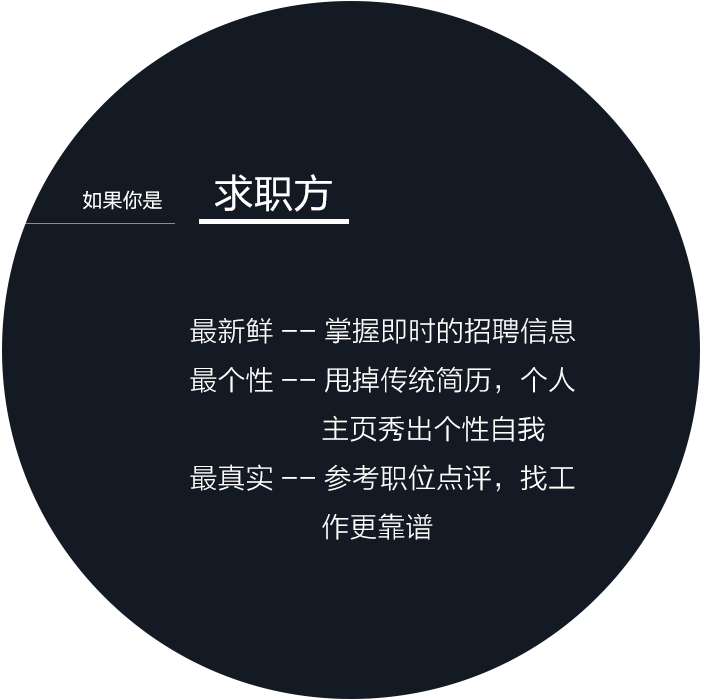 如果你是 求职方
最新鲜 -- 掌握即时的招聘信息
最个性 -- 甩掉传统简历，个人
主页秀出个性自我
最真实 -- 参考职位点评，找工
作更靠谱